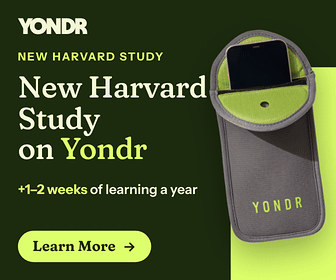 YONDR
NEW HARVARD STUDY
New Harvard
Study
on Yondr
+1–2 weeks of learning a year
Learn More →
YONDR